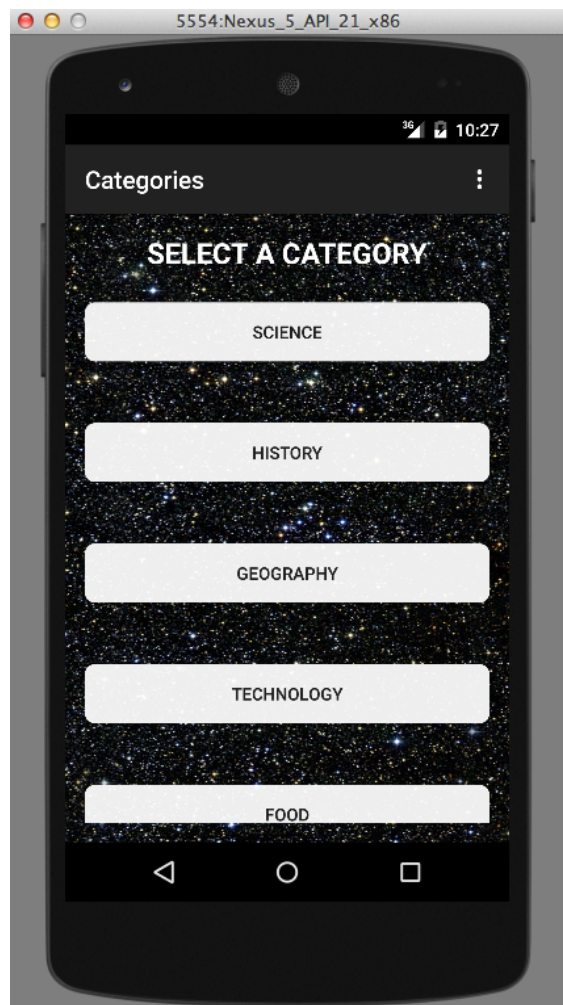 5554:Nexus_5_API_21_x86
3G 10:27
Categories
SELECT A CATEGORY
SCIENCE
HISTORY
GEOGRAPHY
TECHNOLOGY
FOOD